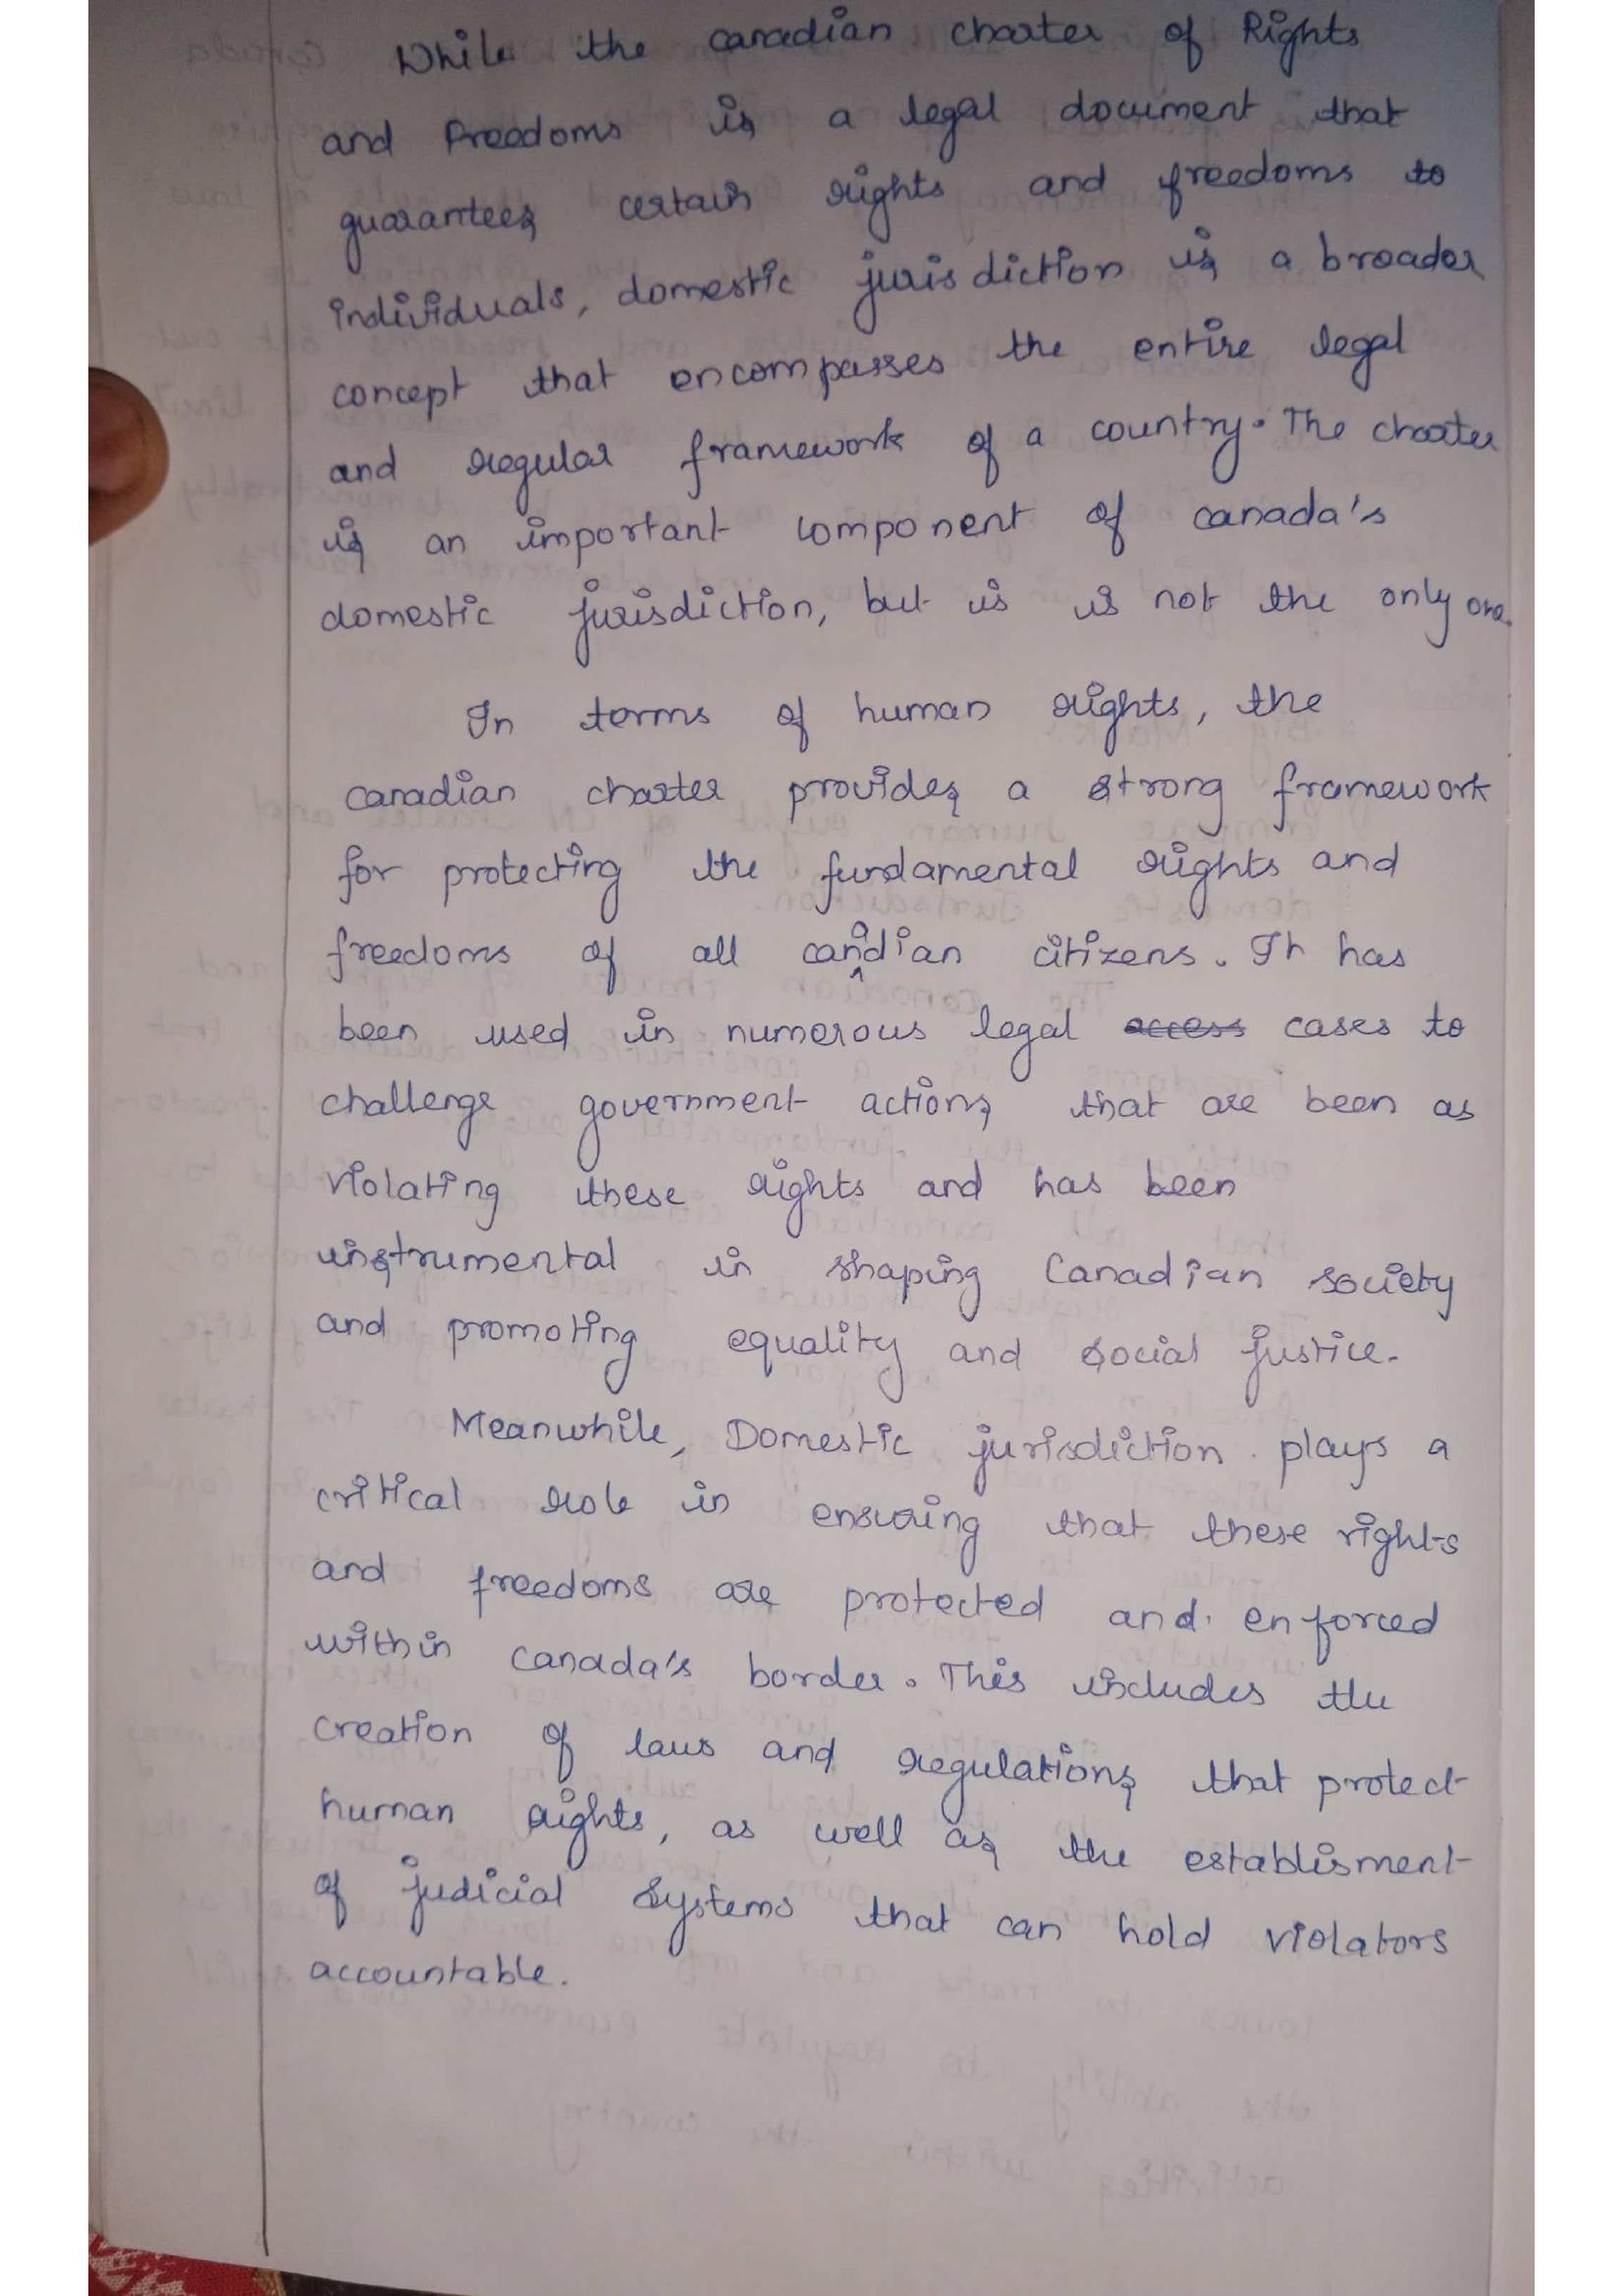 While the canadian charter of Rights
and Freedoms is a legal document that
guarantees certain rights and freedoms to
individuals, domestic jurisdiction is a broader
concept that encompasses the entire legal
and regular framework of a country. The charter
is an important component of canada's
domestic jurisdiction, but is is not the only one.
In terms of human rights, the
canadian charter provides a strong framework
for protecting the fundamental rights and
freedoms of all canadian citizens. It has
been used in numerous legal access cases to
challenge government actions that are been as
violating these rights and has been
instrumental in shaping Canadian society
and promoting equality and social justice.
Meanwhile, Domestic jurisdiction plays a
critical role in ensuring that these rights
and freedoms are protected and enforced
within canada's border. This includes the
creation of laws and regulations that protect
human rights, as well as the establisment
of judicial systems that can hold violators
accountable.